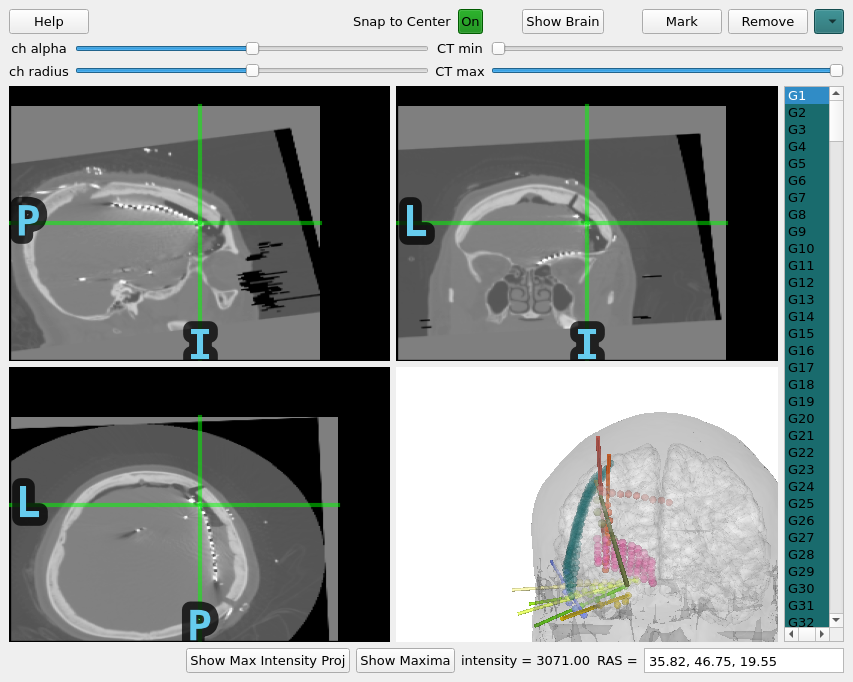 Help Snap to Center On Show Brain Mark Remove
ch alpha CT min
ch radius CT max
P
I
L
I
L
P
G1
G2
G3
G4
G5
G6
G7
G8
G9
G10
G11
G12
G13
G14
G15
G16
G17
G18
G19
G20
G21
G22
G23
G24
G25
G26
G27
G28
G29
G30
G31
G32
Show Max Intensity Proj Show Maxima intensity = 3071.00 RAS = 35.82, 46.75, 19.55